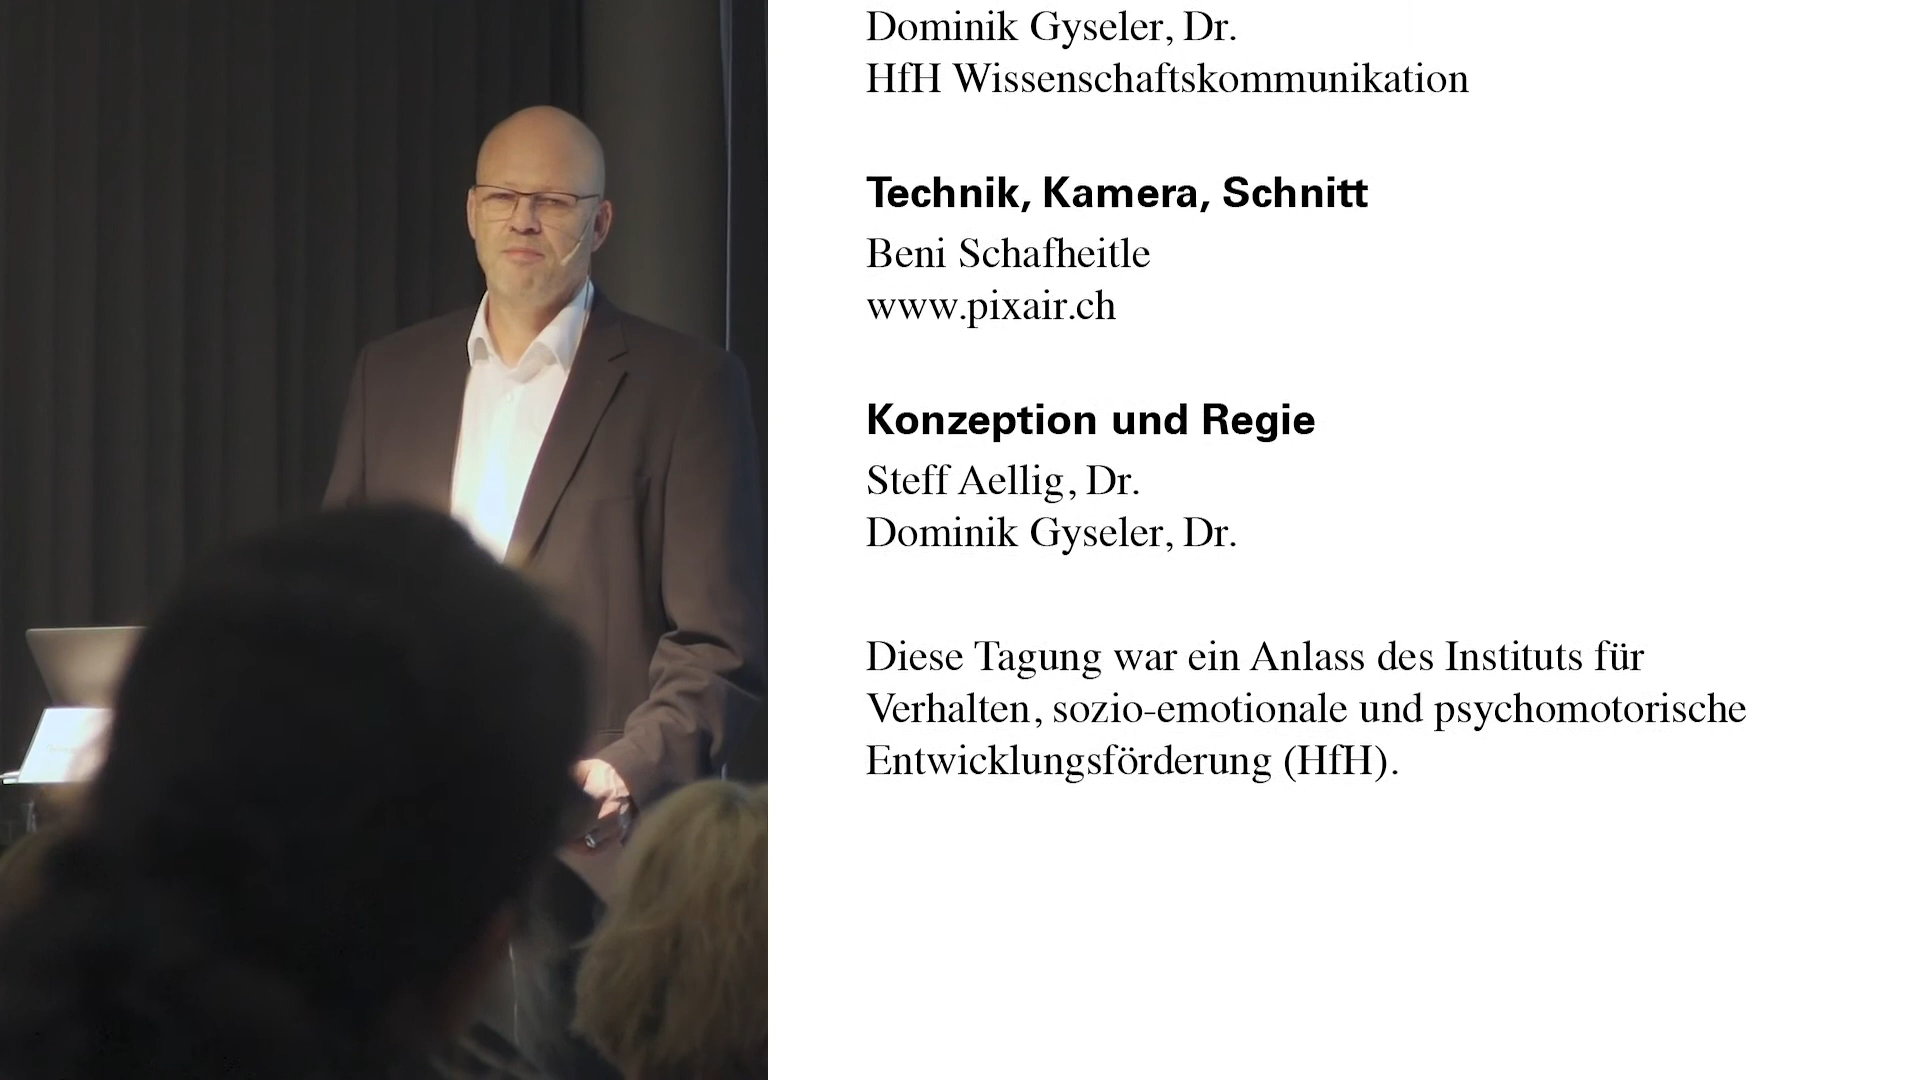 Dominik Gyseler, Dr.
HfH Wissenschaftskommunikation
Technik, Kamera, Schnitt
Beni Schafheitle
www.pixair.ch
Konzeption und Regie
Steff Aellig, Dr.
Dominik Gyseler, Dr.
Diese Tagung war ein Anlass des Instituts für
Verhalten, sozio-emotionale und psychomotorische
Entwicklungsförderung (HfH).